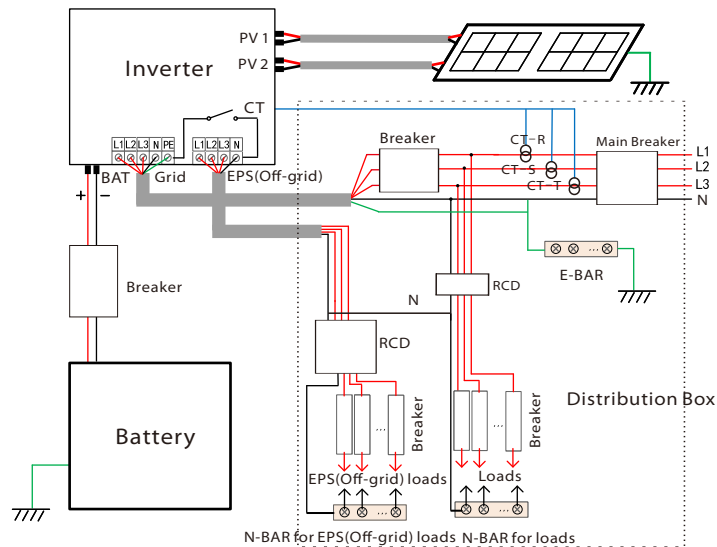 PV 1
Inverter
PV 2
CT
L1 L2 L3 N PE
L1 L2 L3 N
BAT
Grid
EPS(Off-grid)
+
−
Breaker
CT-R
CT-S
CT-T
Main Breaker
L1
L2
L3
N
E-BAR
Breaker
N
RCD
RCD
Battery
...
Breaker
...
Breaker
Distribution Box
EPS(Off-grid) loads
Loads
...
...
N-BAR for EPS(Off-grid) loads
N-BAR for loads